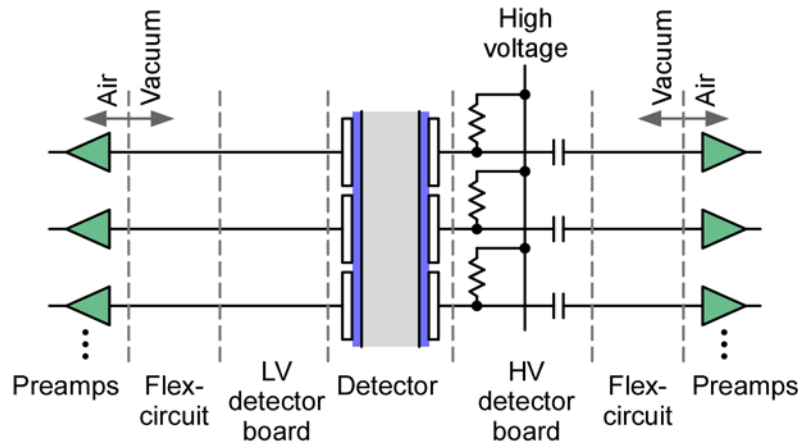 High
voltage
Air
Vacuum
Vacuum
Air
Preamps
Flex-
circuit
LV
detector
board
Detector
HV
detector
board
Flex-
circuit
Preamps